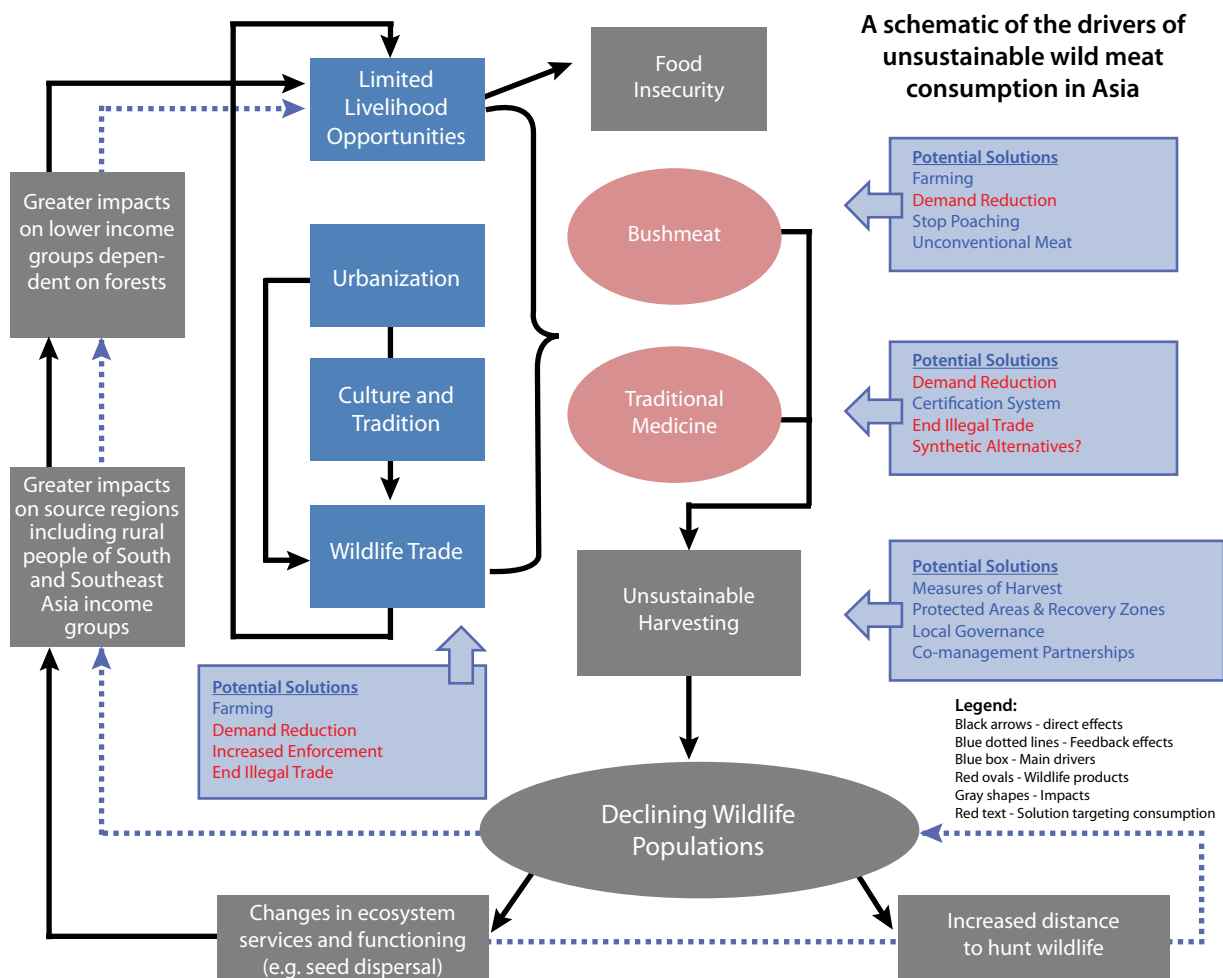 A schematic of the drivers of
unsustainable wild meat
consumption in Asia
Limited
Livelihood
Opportunities
Food
Insecurity
Potential Solutions
Farming
Demand Reduction
Stop Poaching
Unconventional Meat
Greater impacts
on lower income
groups depen-
dent on forests
Urbanization
Bushmeat
Culture and
Tradition
Traditional
Medicine
Potential Solutions
Demand Reduction
Certification System
End Illegal Trade
Synthetic Alternatives?
Greater impacts
on source regions
including rural
people of South
and Southeast
Asia income
groups
Wildlife Trade
Unsustainable
Harvesting
Potential Solutions
Measures of Harvest
Protected Areas & Recovery Zones
Local Governance
Co-management Partnerships
Potential Solutions
Farming
Demand Reduction
Increased Enforcement
End Illegal Trade
Legend:
Black arrows - direct effects
Blue dotted lines - Feedback effects
Blue box - Main drivers
Red ovals - Wildlife products
Gray shapes - Impacts
Red text - Solution targeting consumption
Declining Wildlife
Populations
Changes in ecosystem
services and functioning
(e.g. seed dispersal)
Increased distance
to hunt wildlife